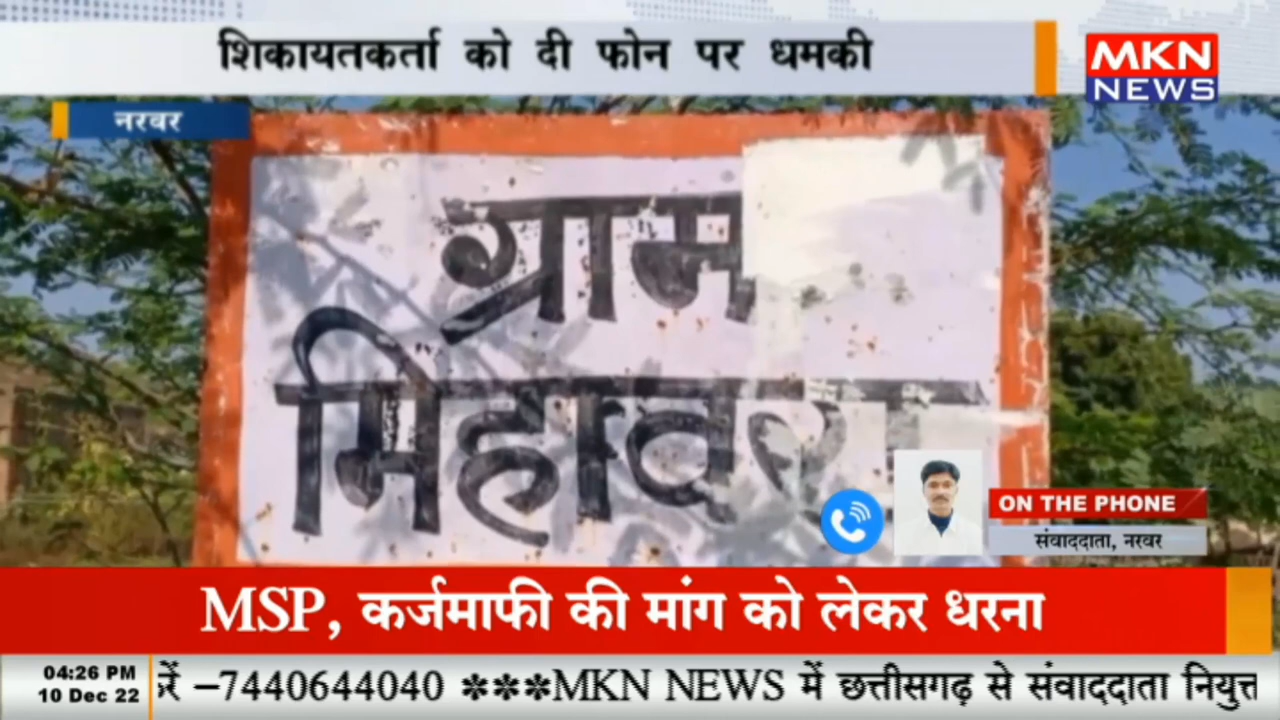 शिकायतकर्ता को दी फोन पर धमकी
MKN
NEWS
नरवर
ग्राम
मिहावरा
ON THE PHONE
संवाददाता, नरवर
MSP, कर्जमाफी की मांग को लेकर धरना
04:26 PM
10 Dec 22
रें –7440644040 ***MKN NEWS में छत्तीसगढ़ से संवाददाता नियुक्त